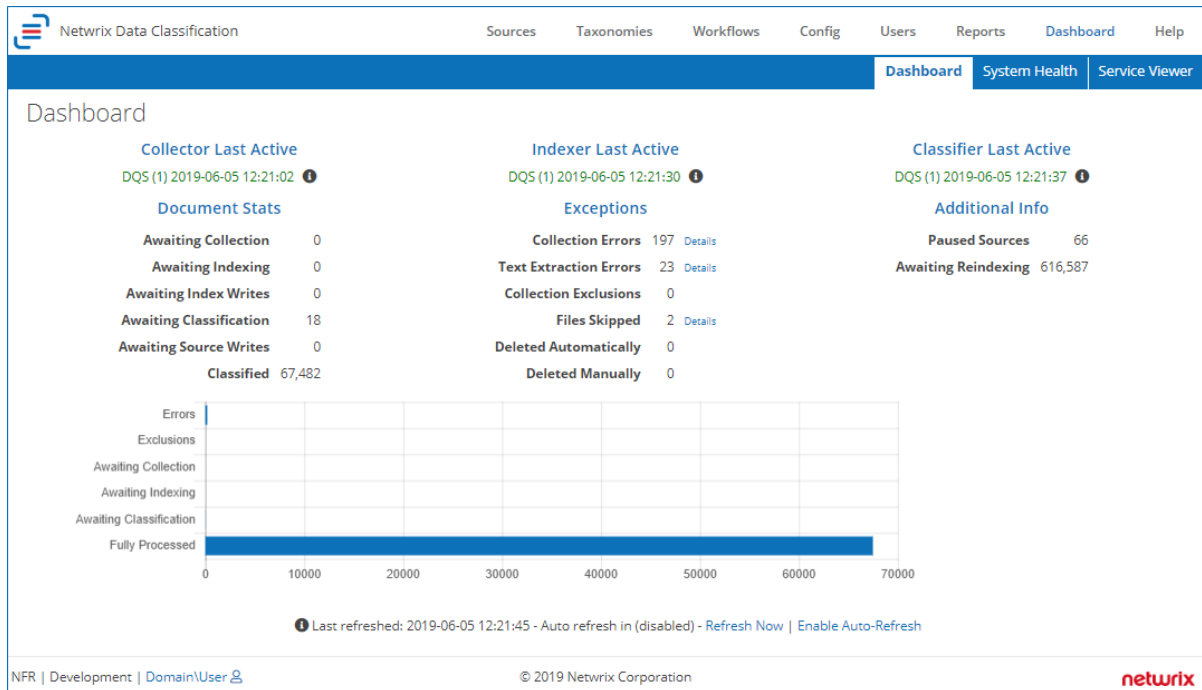 Netwrix Data Classification Sources Taxonomies Workflows Config Users Reports Dashboard Help
Dashboard System Health Service Viewer
Dashboard
Collector Last Active Indexer Last Active Classifier Last Active
DQS (1) 2019-06-05 12:21:02 DQS (1) 2019-06-05 12:21:30 DQS (1) 2019-06-05 12:21:37
Document Stats Exceptions Additional Info
Awaiting Collection 0 Collection Errors 197 Details Paused Sources 66
Awaiting Indexing 0 Text Extraction Errors 23 Details Awaiting Reindexing 616,587
Awaiting Index Writes 0 Collection Exclusions 0
Awaiting Classification 18 Files Skipped 2 Details
Awaiting Source Writes 0 Deleted Automatically 0
Classified 67,482 Deleted Manually 0
Errors
Exclusions
Awaiting Collection
Awaiting Indexing
Awaiting Classification
Fully Processed
0 10000 20000 30000 40000 50000 60000 70000
Last refreshed: 2019-06-05 12:21:45 - Auto refresh in (disabled) - Refresh Now | Enable Auto-Refresh
NFR | Development | Domain\User © 2019 Netwrix Corporation netwrix